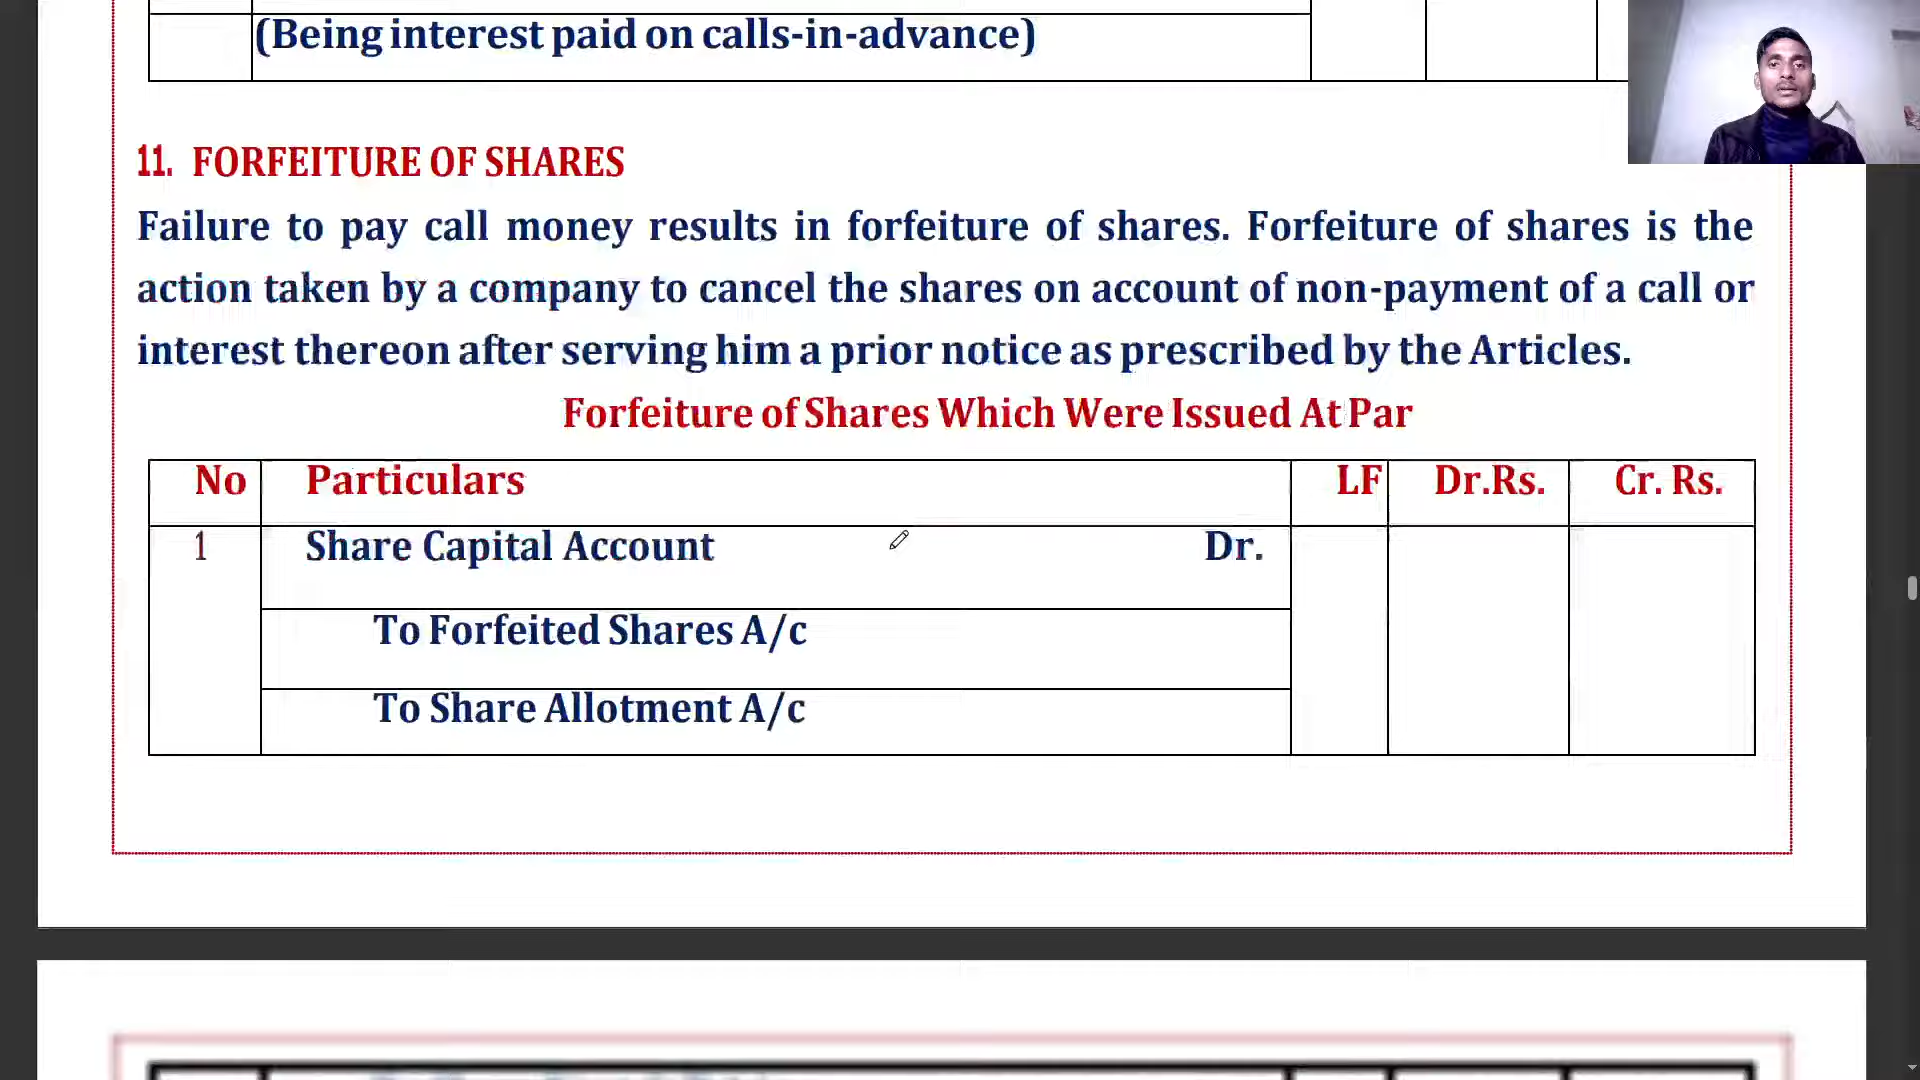 (Being interest paid on calls-in-advance)
11. FORFEITURE OF SHARES
Failure to pay call money results in forfeiture of shares. Forfeiture of shares is the
action taken by a company to cancel the shares on account of non-payment of a call or
interest thereon after serving him a prior notice as prescribed by the Articles.
Forfeiture of Shares Which Were Issued At Par
No Particulars LF Dr.Rs. Cr. Rs.
1 Share Capital Account Dr.
To Forfeited Shares A/c
To Share Allotment A/c